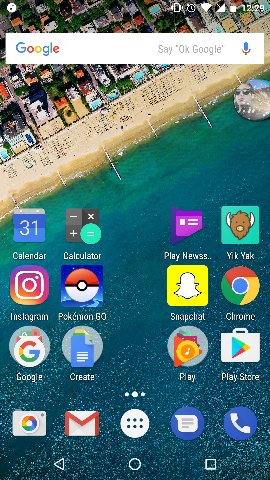 12:29
Google Say "Ok Google"
31
Calendar Calculator Play Newss.. Yik Yak
Instagram Pokémon GO Snapchat Chrome
Google Create Play Play Store